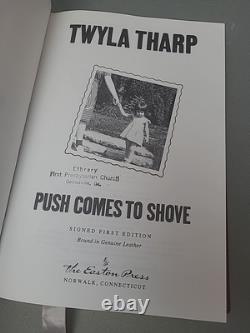 TWYLA THARP
Library
First Presbyterian Church
PUSH COMES TO SHOVE
SIGNED FIRST EDITION
Bound in Genuine Leather
The Easton Press
NORWALK, CONNECTICUT